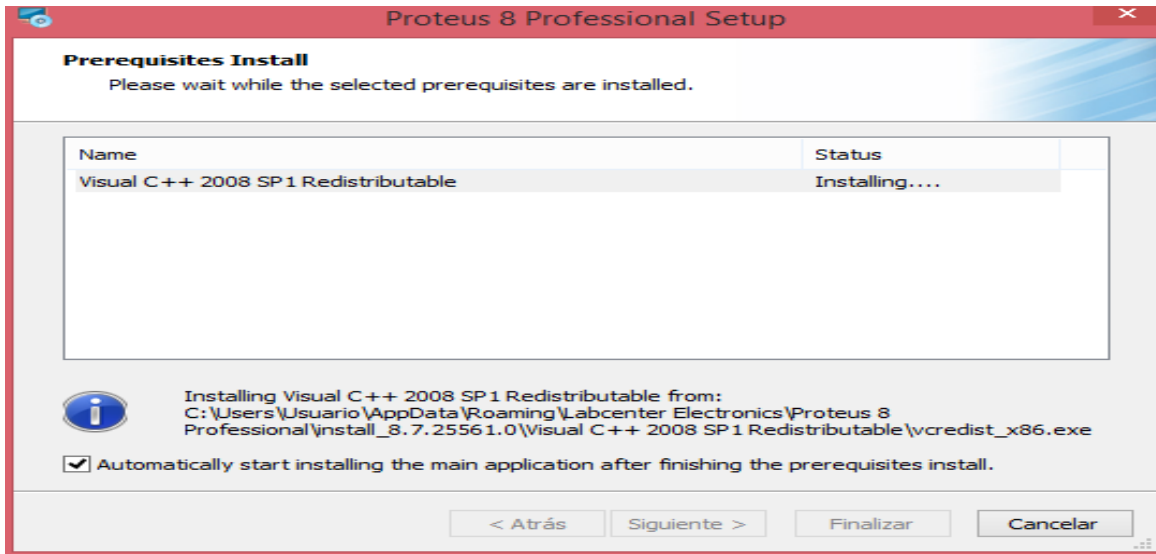 Proteus 8 Professional Setup
Prerequisites Install
Please wait while the selected prerequisites are installed.
Name Status
Visual C++ 2008 SP1 Redistributable Installing....
Installing Visual C++ 2008 SP1 Redistributable from:
C:\Users\Usuario\AppData\Roaming\Labcenter Electronics\Proteus 8
Professional\install_8.7.25561.0\Visual C++ 2008 SP1 Redistributable\vcredist_x86.exe
Automatically start installing the main application after finishing the prerequisites install.
< Atrás Siguiente > Finalizar Cancelar